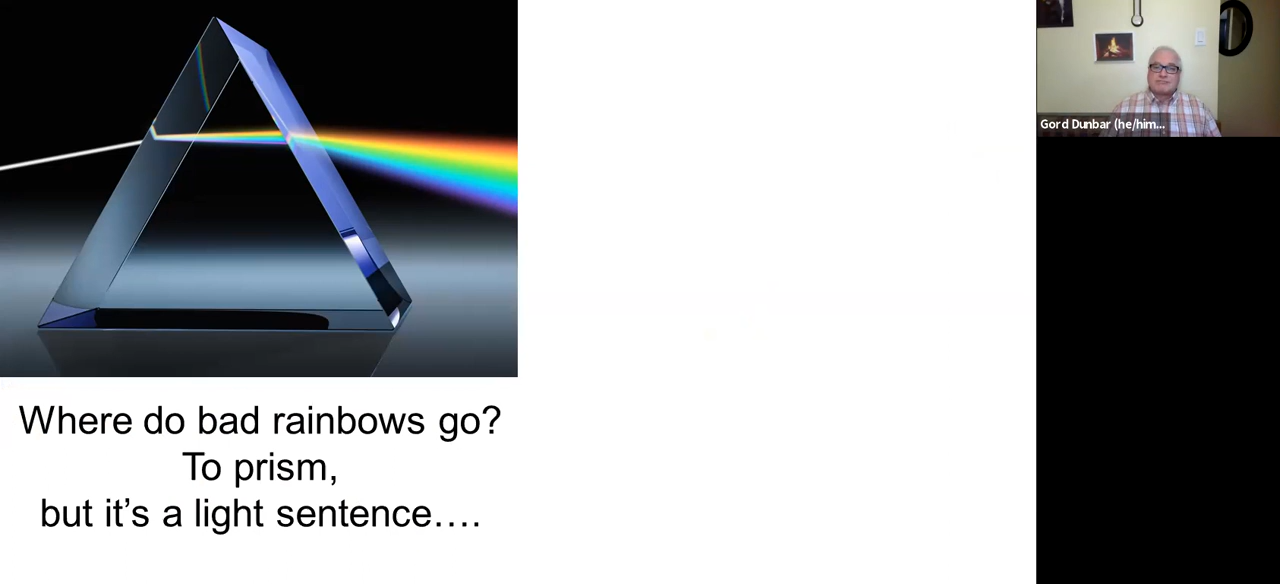 Where do bad rainbows go?
To prism,
but it's a light sentence….
Gord Dunbar (he/him...